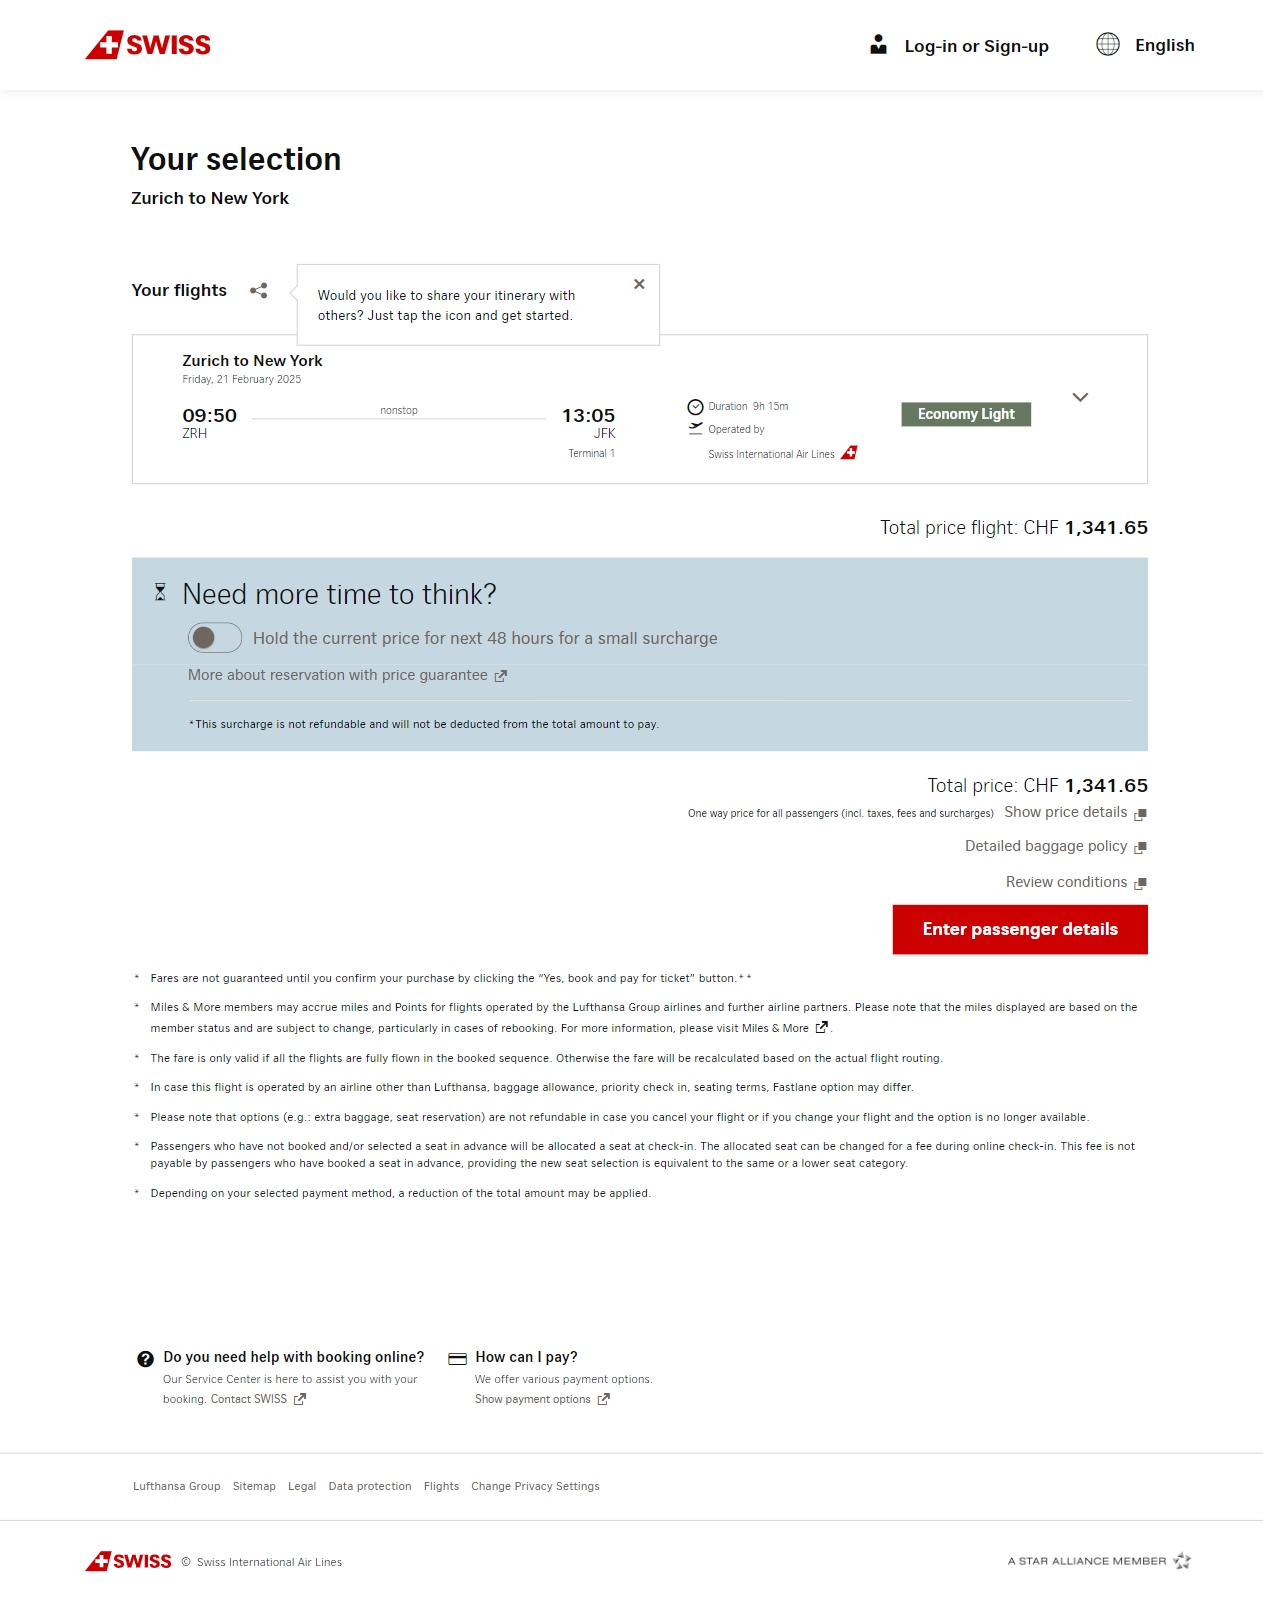 SWISS
Log-in or Sign-up
English
Your selection
Zurich to New York
Your flights
Would you like to share your itinerary with
others? Just tap the icon and get started.
Zurich to New York
Friday, 21 February 2025
09:50
nonstop
13:05
ZRH
JFK
Terminal 1
Duration 9h 15m
Operated by
Swiss International Air Lines
Economy Light
Total price flight: CHF 1,341.65
Need more time to think?
Hold the current price for next 48 hours for a small surcharge
More about reservation with price guarantee
*This surcharge is not refundable and will not be deducted from the total amount to pay.
Total price: CHF 1,341.65
One way price for all passengers (incl. taxes, fees and surcharges) Show price details
Detailed baggage policy
Review conditions
Enter passenger details
* Fares are not guaranteed until you confirm your purchase by clicking the “Yes, book and pay for ticket” button.**
* Miles & More members may accrue miles and Points for flights operated by the Lufthansa Group airlines and further airline partners. Please note that the miles displayed are based on the
member status and are subject to change, particularly in cases of rebooking. For more information, please visit Miles & More .
* The fare is only valid if all the flights are fully flown in the booked sequence. Otherwise the fare will be recalculated based on the actual flight routing.
* In case this flight is operated by an airline other than Lufthansa, baggage allowance, priority check in, seating terms, Fastlane option may differ.
* Please note that options (e.g.: extra baggage, seat reservation) are not refundable in case you cancel your flight or if you change your flight and the option is no longer available.
* Passengers who have not booked and/or selected a seat in advance will be allocated a seat at check-in. The allocated seat can be changed for a fee during online check-in. This fee is not
payable by passengers who have booked a seat in advance, providing the new seat selection is equivalent to the same or a lower seat category.
* Depending on your selected payment method, a reduction of the total amount may be applied.
Do you need help with booking online?
Our Service Center is here to assist you with your
booking. Contact SWISS
How can I pay?
We offer various payment options.
Show payment options
Lufthansa Group Sitemap Legal Data protection Flights Change Privacy Settings
SWISS © Swiss International Air Lines
A STAR ALLIANCE MEMBER